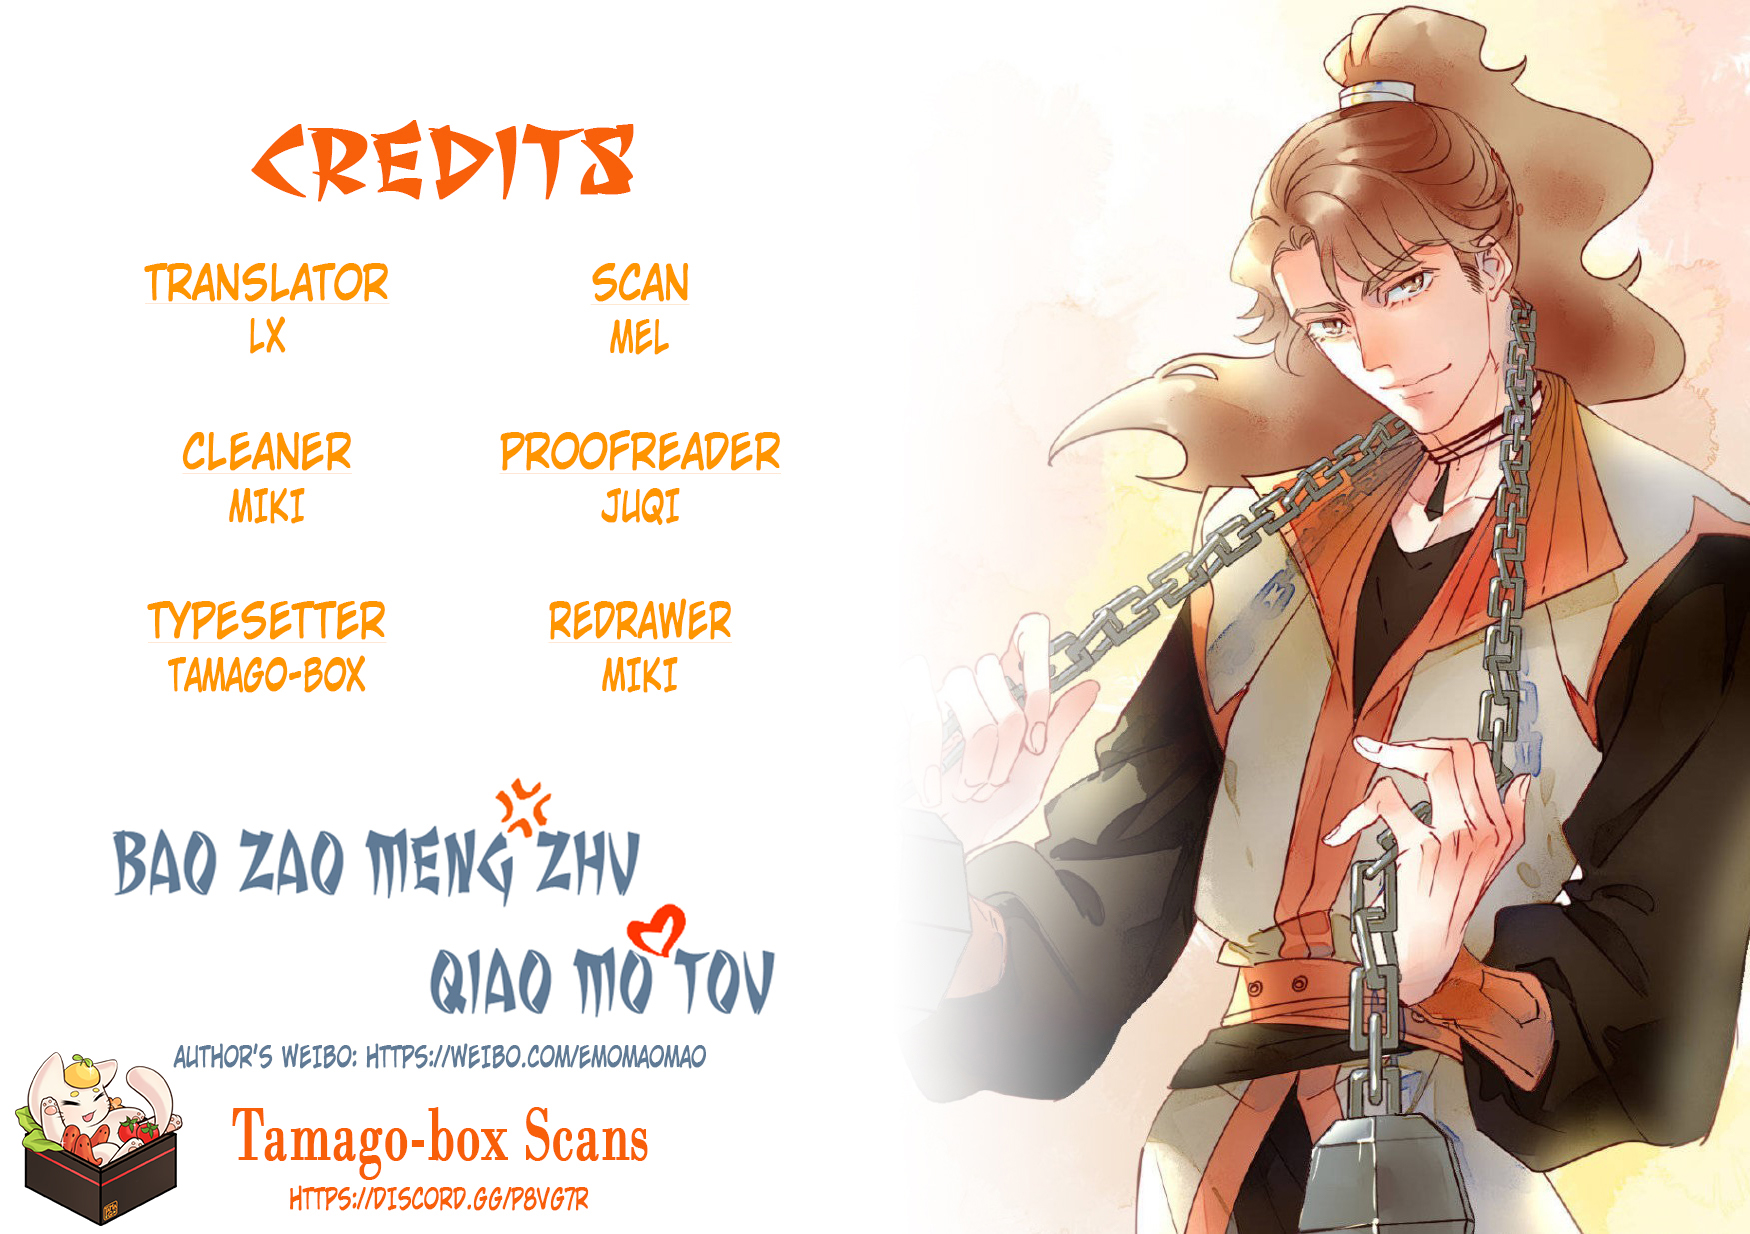 CREDITS
TRANSLATOR
LX
SCAN
MEL
CLEANER
MIKI
PROOFREADER
JUQI
TYPESETTER
TAMAGO-BOX
REDRAWER
MIKI
BAO ZAO MENG ZHU
QIAO MO TOU
AUTHOR'S WEIBO: HTTPS://WEIBO.COM/EMOMAOMAO
Tamago-box Scans
HTTPS://DISCORD.GG/P8VG7R